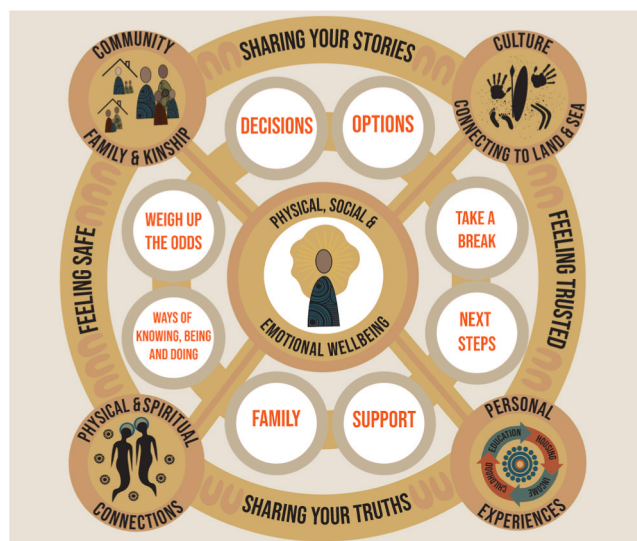 COMMUNITY
FAMILY & KINSHIP
SHARING YOUR STORIES
CULTURE
CONNECTING TO LAND & SEA
DECISIONS
OPTIONS
WEIGH UP
THE ODDS
PHYSICAL, SOCIAL &
EMOTIONAL WELLBEING
TAKE A
BREAK
FEELING SAFE
FEELING TRUSTED
WAYS OF
KNOWING, BEING
AND DOING
NEXT
STEPS
FAMILY
SUPPORT
PHYSICAL & SPIRITUAL
CONNECTIONS
SHARING YOUR TRUTHS
PERSONAL
EXPERIENCES
EDUCATION
HOUSING
INCOME
CHILDHOOD